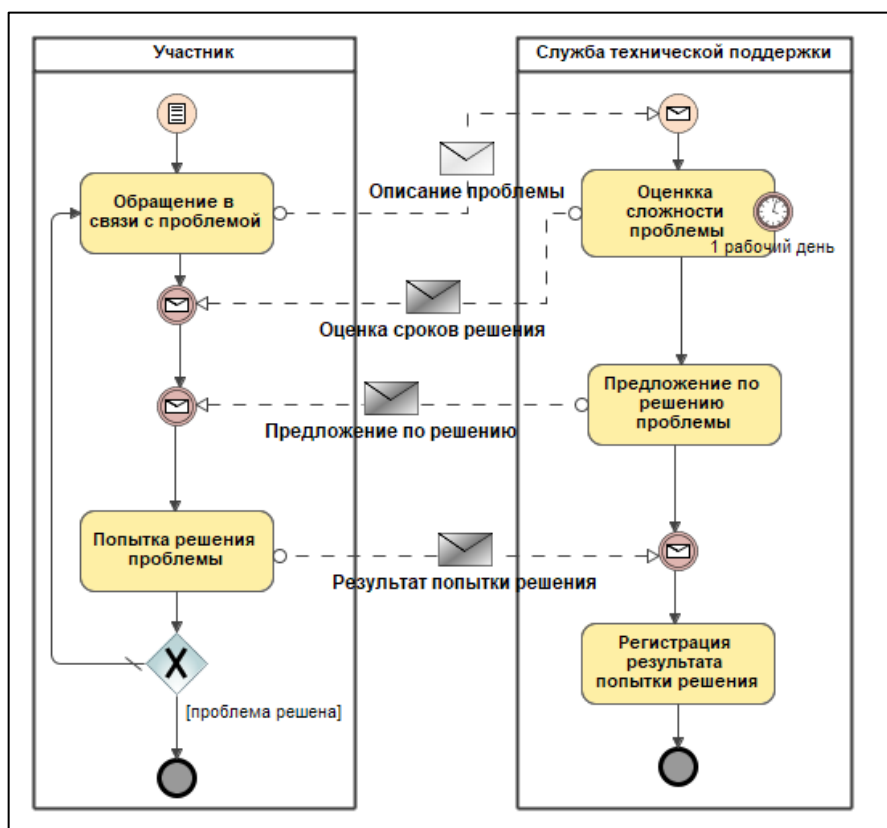 Участник
Служба технической поддержки
Обращение в
связи с проблемой
Описание проблемы
Оценкка
сложности
проблемы
1 рабочий день
Оценка сроков решения
Предложение по решению
Предложение по
решению
проблемы
Попытка решения
проблемы
Результат попытки решения
Регистрация
результата
попытки решения
X
[проблема решена]